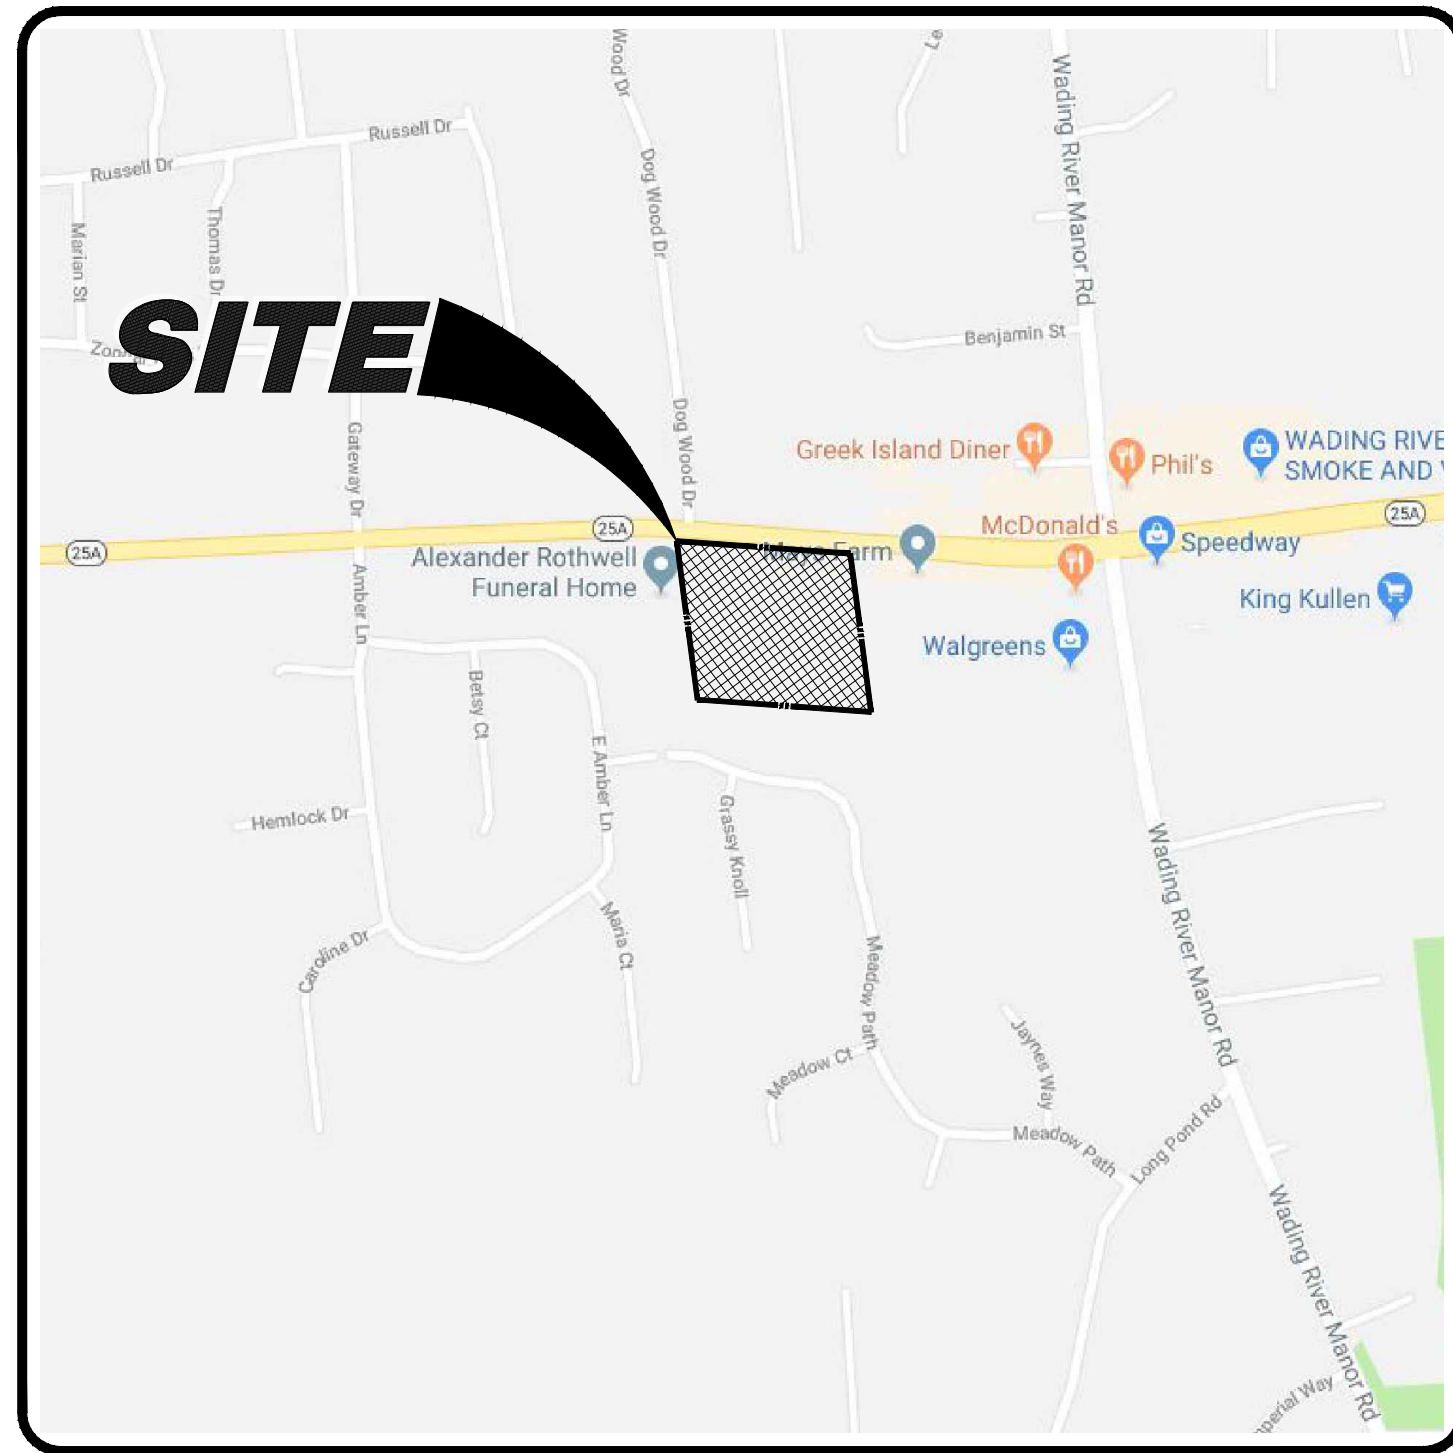 Wood Dr
Le
Wading River Manor Rd
Russell Dr
Russell Dr
Dog Wood Dr
Thomas Dr
Marian St
SITE
Benjamin St
Dog Wood Dr
Gateway Dr
Greek Island Diner
Phil's
WADING RIVE
SMOKE AND
25A
25A
25A
McDonald's
Speedway
Alexander Rothwell
Funeral Home
Farm
King Kullen
Amber Ln
Walgreens
Betsy Ct
E Amber Ln
Hemlock Dr
Grassy Knoll
Wading River Manor Rd
Maria Ct
Caroline Dr
Meadow Path
Jaynes Way
Meadow Ct
Meadow Path
Long Pond Rd
Wading River Manor Rd
perial Way